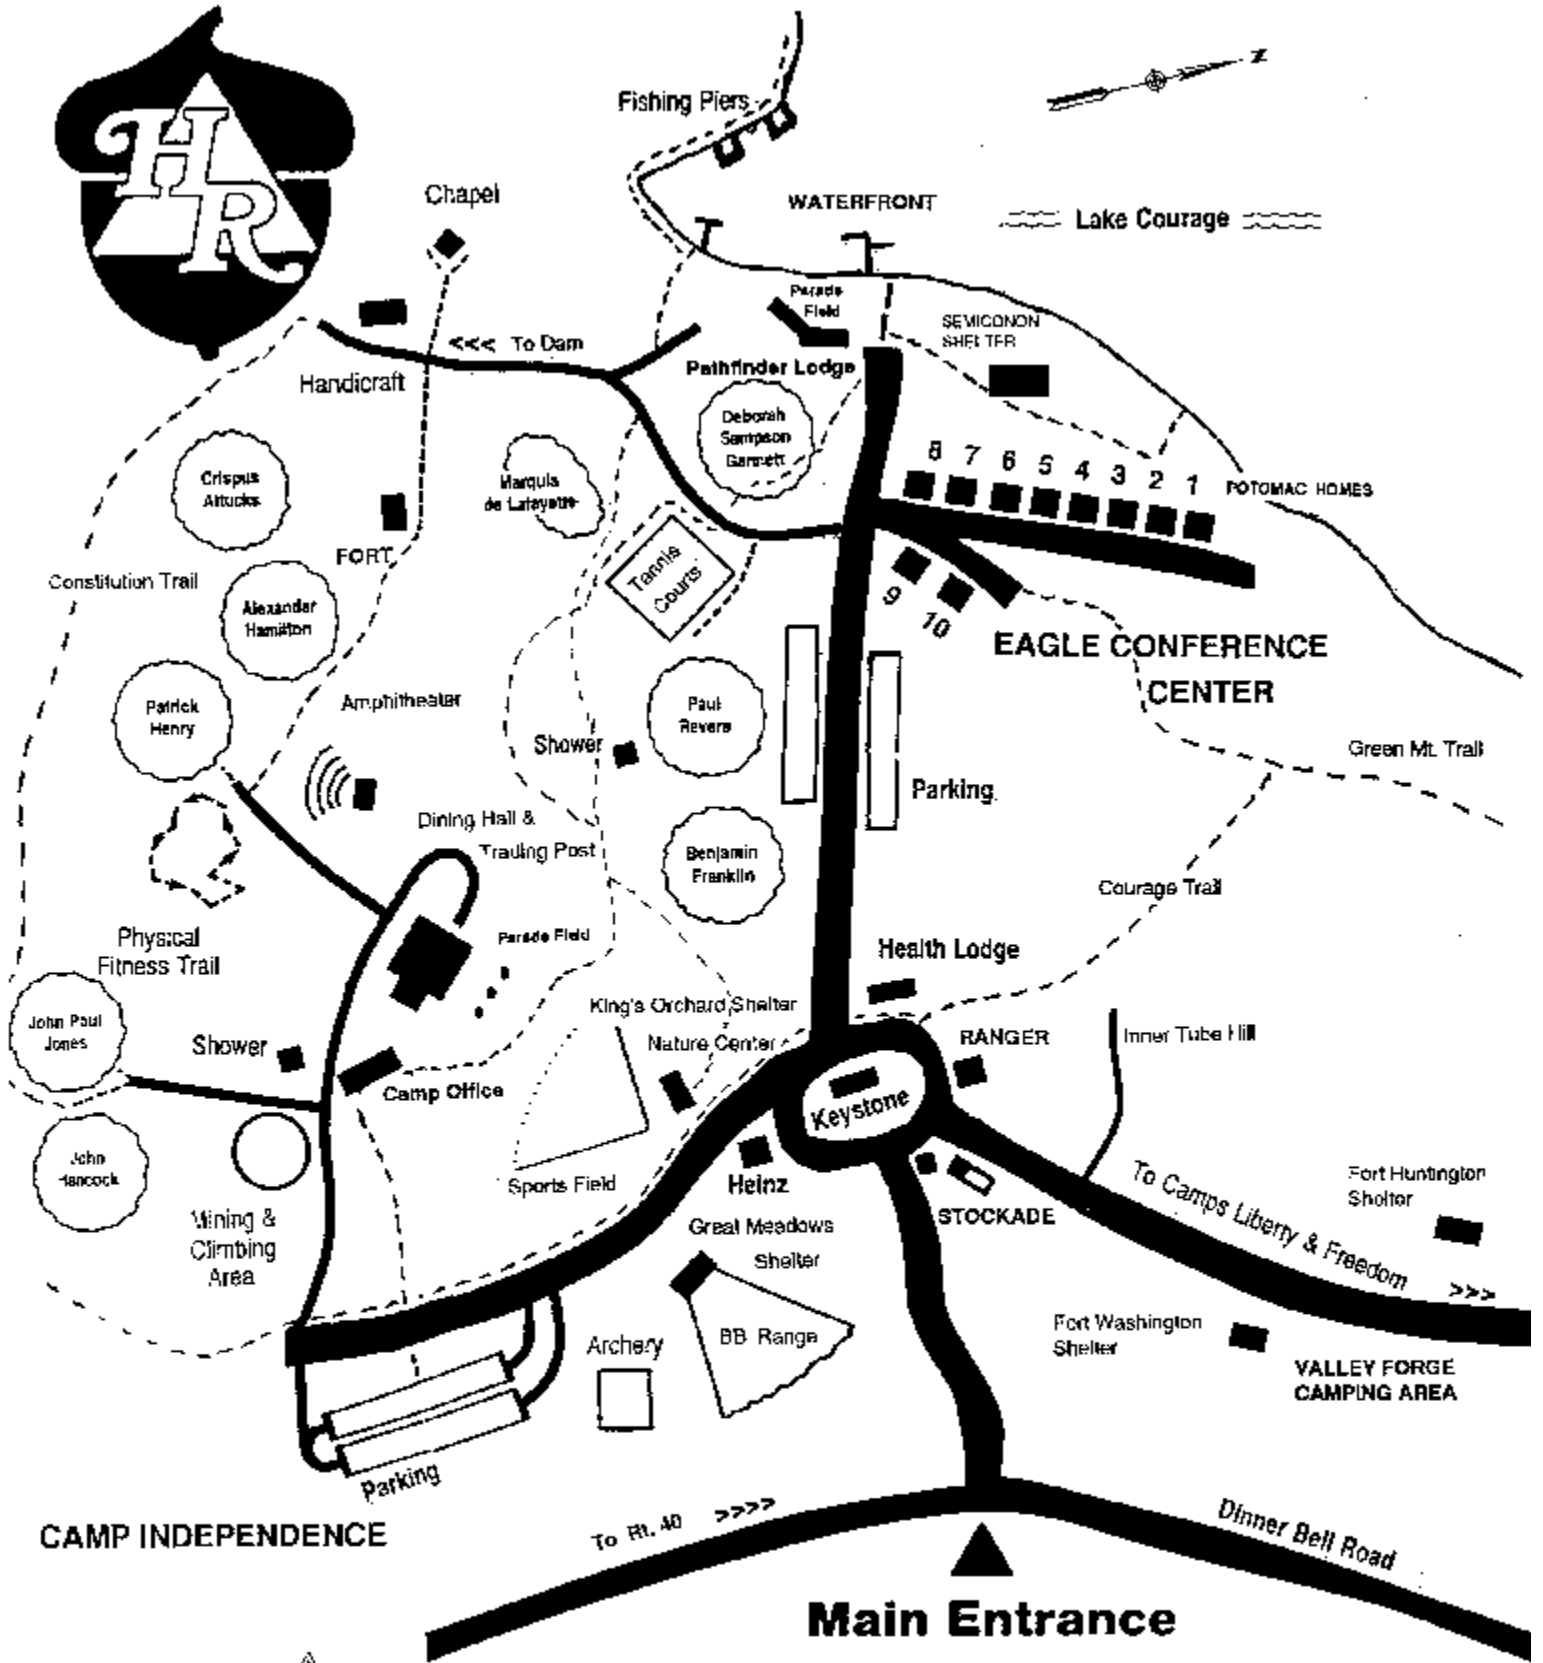 HR
Fishing Piers
Z
Chapel
WATERFRONT
Lake Courage
Parade
Field
SEMICONON
SHELTER
<<< To Dam
Handicraft
Pathfinder Lodge
Deborah
Sampson
Gannett
8 7 6 5 4 3 2 1
POTOMAC HOMES
Crispus
Attucks
Marquis
de Lafayette
FORT
Tennis
Courts
9
10
Constitution Trail
Alexander
Hamilton
EAGLE CONFERENCE
CENTER
Patrick
Henry
Amphitheater
Paul
Revere
Shower
Green Mt. Trail
Parking
Dining Hall &
Trading Post
Benjamin
Franklin
Courage Trail
Physical
Fitness Trail
Parade Field
Health Lodge
King's Orchard Shelter
John Paul
Jones
Shower
Nature Center
RANGER
Inner Tube Hill
Camp Office
Keystone
John
Hancock
Sports Field
Heinz
STOCKADE
To Camps Liberty & Freedom >>>
Fort Huntington
Shelter
Mining &
Climbing
Area
Great Meadows
Shelter
BB Range
Archery
Fort Washington
Shelter
VALLEY FORGE
CAMPING AREA
Parking
CAMP INDEPENDENCE
To Rt. 40 >>>>
Dinner Bell Road
Main Entrance